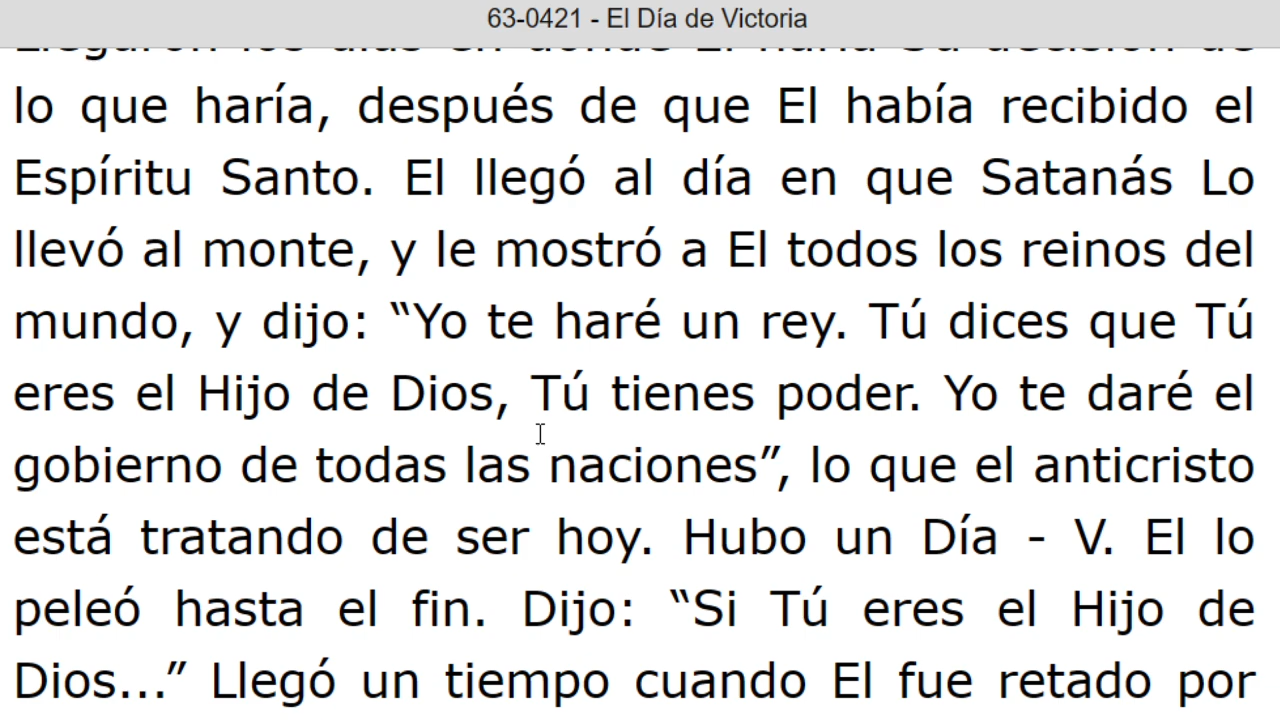 63-0421 - El Día de Victoria
lo que haría, después de que El había recibido el
Espíritu Santo. El llegó al día en que Satanás Lo
llevó al monte, y le mostró a El todos los reinos del
mundo, y dijo: “Yo te haré un rey. Tú dices que Tú
eres el Hijo de Dios, Tú tienes poder. Yo te daré el
gobierno de todas las naciones”, lo que el anticristo
está tratando de ser hoy. Hubo un Día - V. El lo
peleó hasta el fin. Dijo: “Si Tú eres el Hijo de
Dios...” Llegó un tiempo cuando El fue retado por